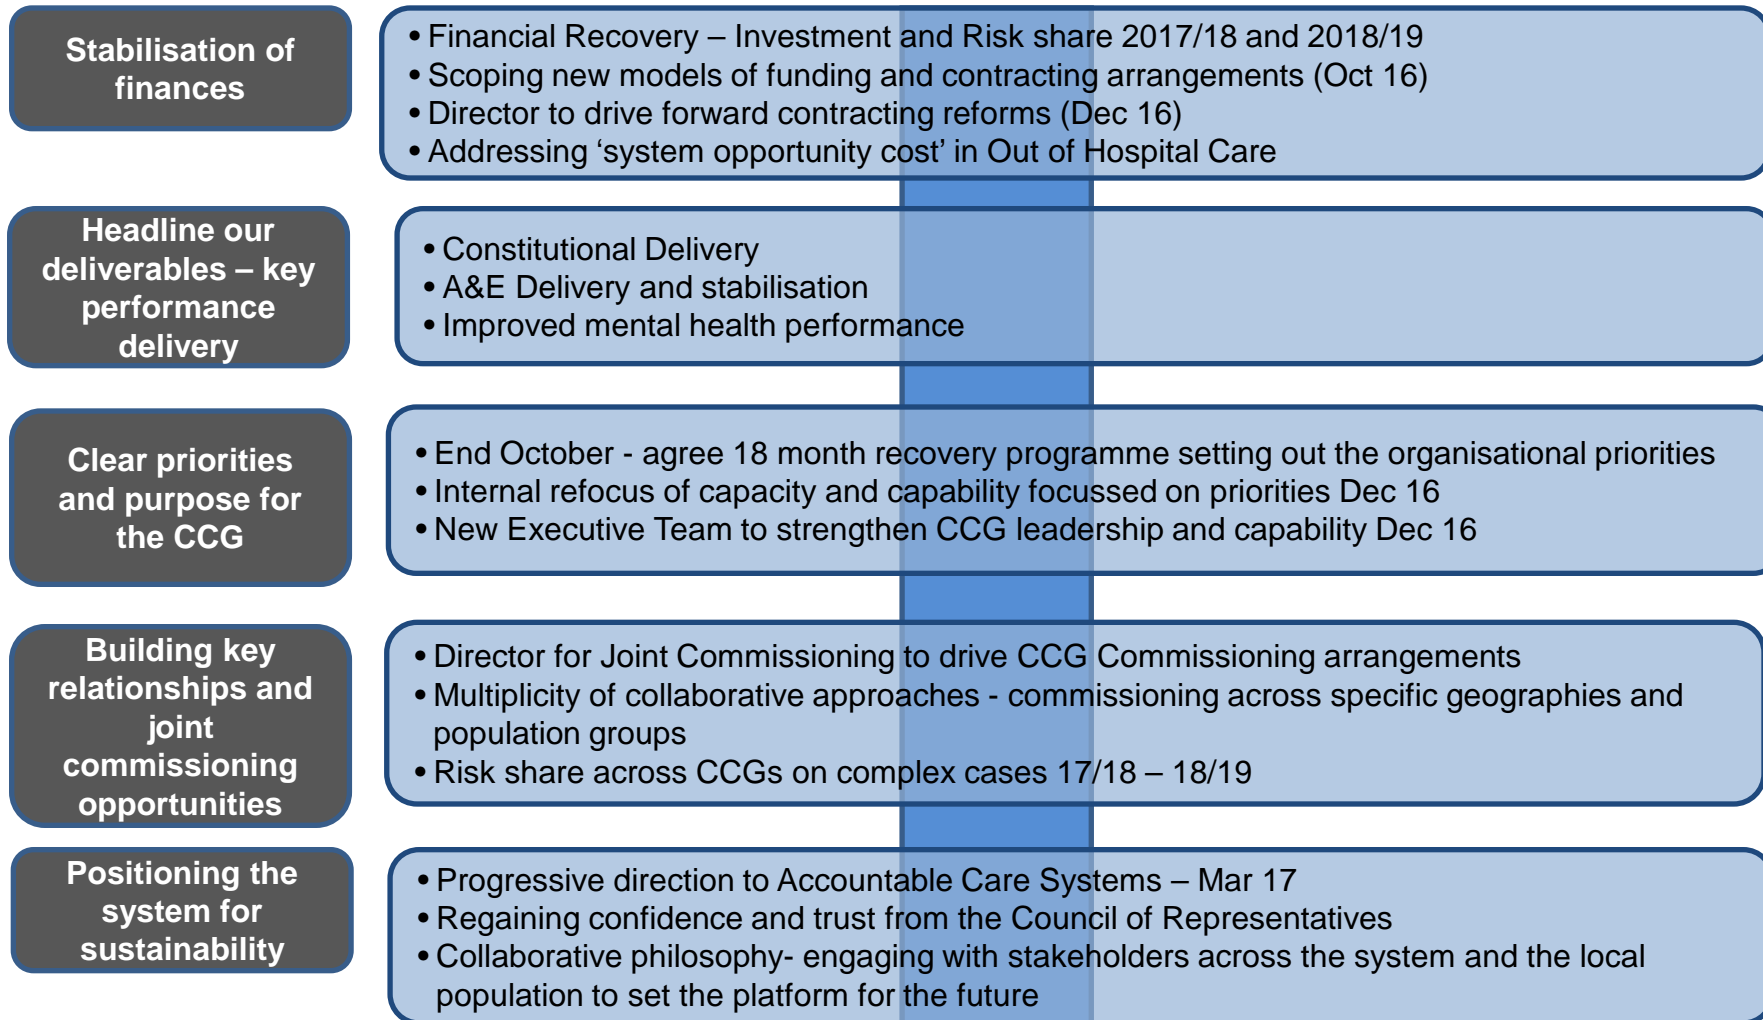 Stabilisation of
finances
• Financial Recovery – Investment and Risk share 2017/18 and 2018/19
• Scoping new models of funding and contracting arrangements (Oct 16)
• Director to drive forward contracting reforms (Dec 16)
• Addressing ‘system opportunity cost’ in Out of Hospital Care
Headline our
deliverables – key
performance
delivery
• Constitutional Delivery
• A&E Delivery and stabilisation
• Improved mental health performance
Clear priorities
and purpose for
the CCG
• End October - agree 18 month recovery programme setting out the organisational priorities
• Internal refocus of capacity and capability focussed on priorities Dec 16
• New Executive Team to strengthen CCG leadership and capability Dec 16
Building key
relationships and
joint
commissioning
opportunities
• Director for Joint Commissioning to drive CCG Commissioning arrangements
• Multiplicity of collaborative approaches - commissioning across specific geographies and
population groups
• Risk share across CCGs on complex cases 17/18 – 18/19
Positioning the
system for
sustainability
• Progressive direction to Accountable Care Systems – Mar 17
• Regaining confidence and trust from the Council of Representatives
• Collaborative philosophy- engaging with stakeholders across the system and the local
population to set the platform for the future